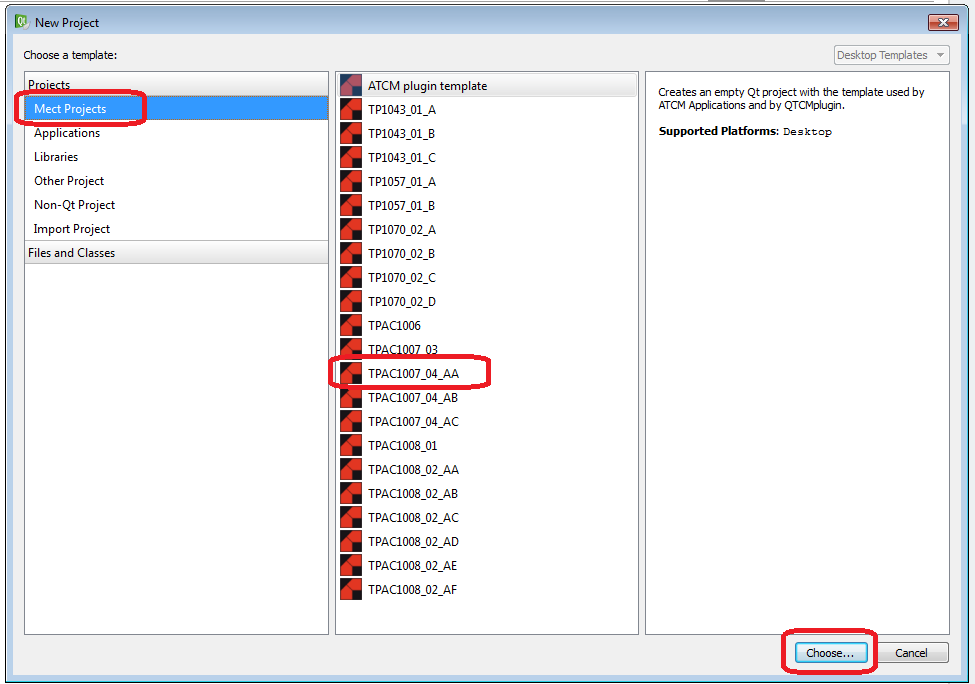 Qt New Project
Choose a template:
Desktop Templates
Projects
Mect Projects
Applications
Libraries
Other Project
Non-Qt Project
Import Project
Files and Classes
ATCM plugin template
TP1043_01_A
TP1043_01_B
TP1043_01_C
TP1057_01_A
TP1057_01_B
TP1070_02_A
TP1070_02_B
TP1070_02_C
TP1070_02_D
TPAC1006
TPAC1007_03
TPAC1007_04_AA
TPAC1007_04_AB
TPAC1007_04_AC
TPAC1008_01
TPAC1008_02_AA
TPAC1008_02_AB
TPAC1008_02_AC
TPAC1008_02_AD
TPAC1008_02_AE
TPAC1008_02_AF
Creates an empty Qt project with the template used by
ATCM Applications and by QTCMplugin.
Supported Platforms: Desktop
Choose...
Cancel